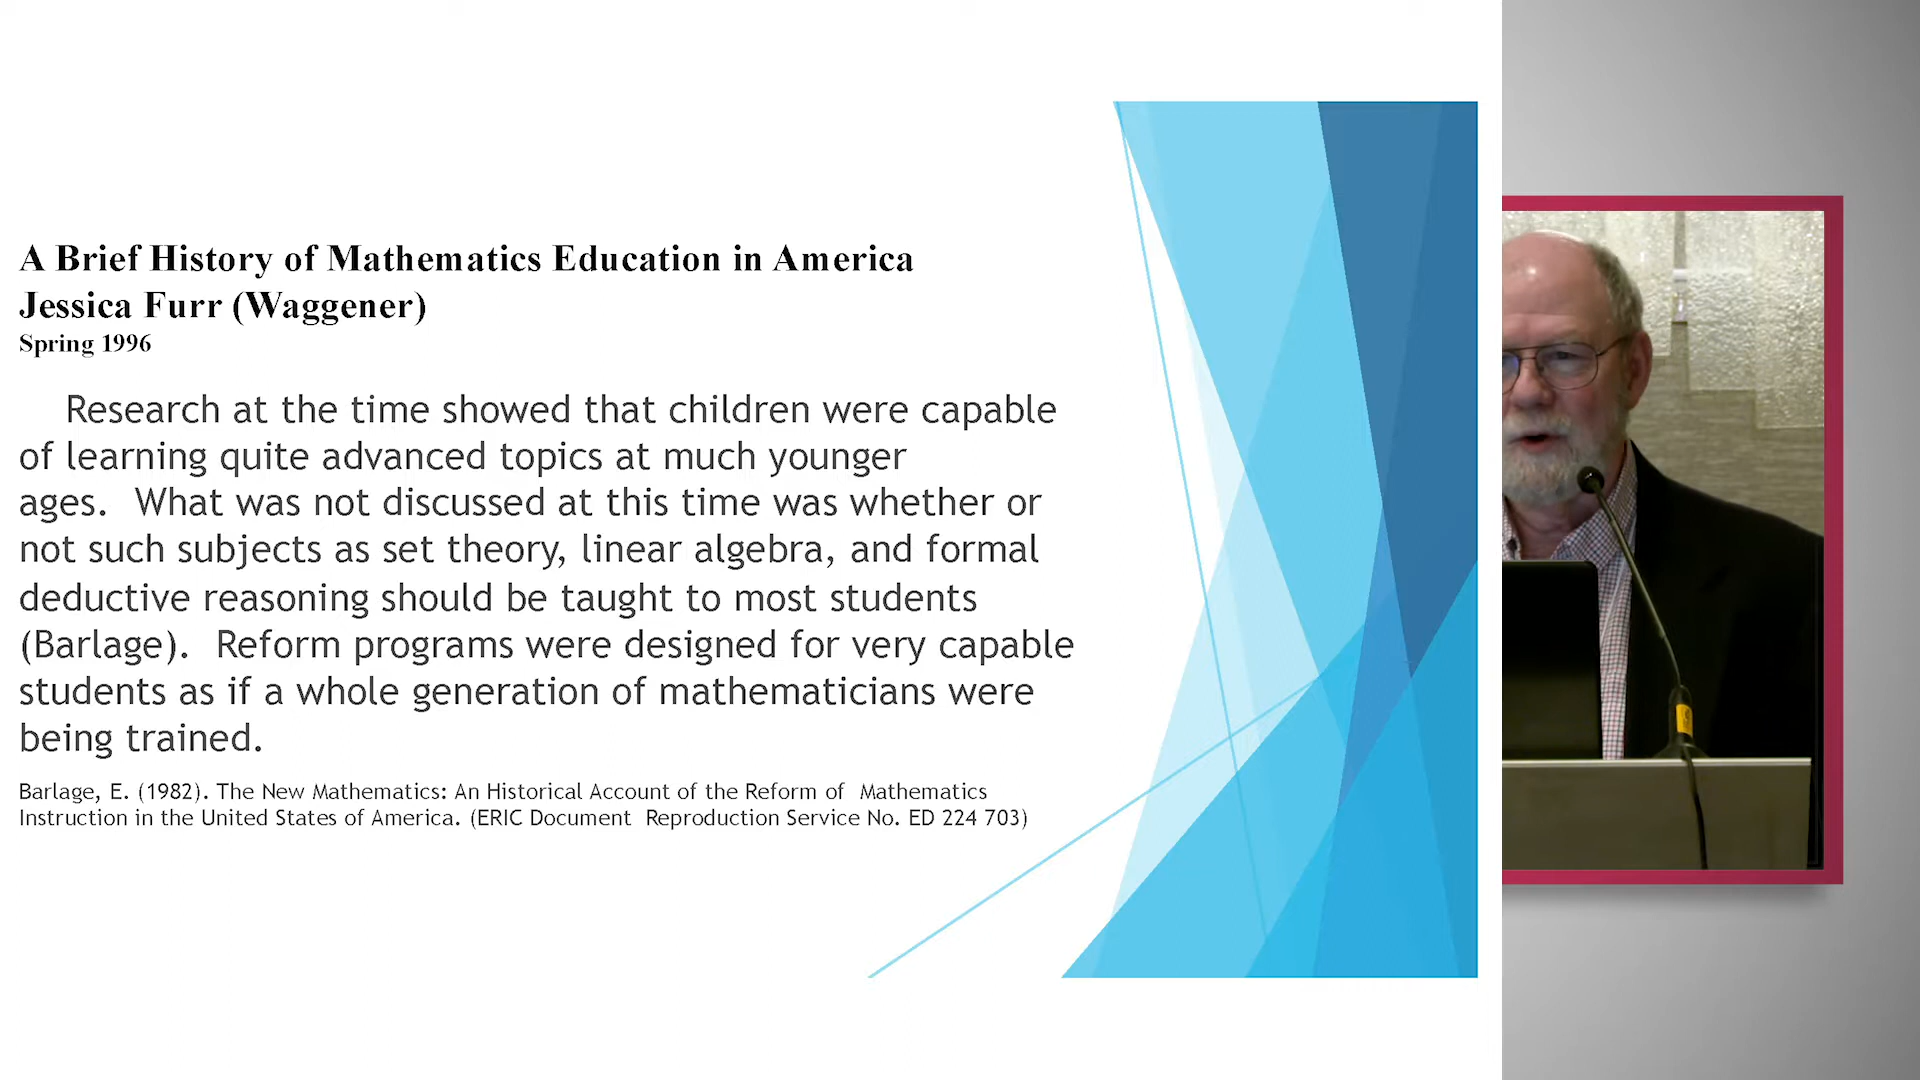 A Brief History of Mathematics Education in America
Jessica Furr (Waggener)
Spring 1996
Research at the time showed that children were capable
of learning quite advanced topics at much younger
ages. What was not discussed at this time was whether or
not such subjects as set theory, linear algebra, and formal
deductive reasoning should be taught to most students
(Barlage). Reform programs were designed for very capable
students as if a whole generation of mathematicians were
being trained.
Barlage, E. (1982). The New Mathematics: An Historical Account of the Reform of Mathematics
Instruction in the United States of America. (ERIC Document Reproduction Service No. ED 224 703)